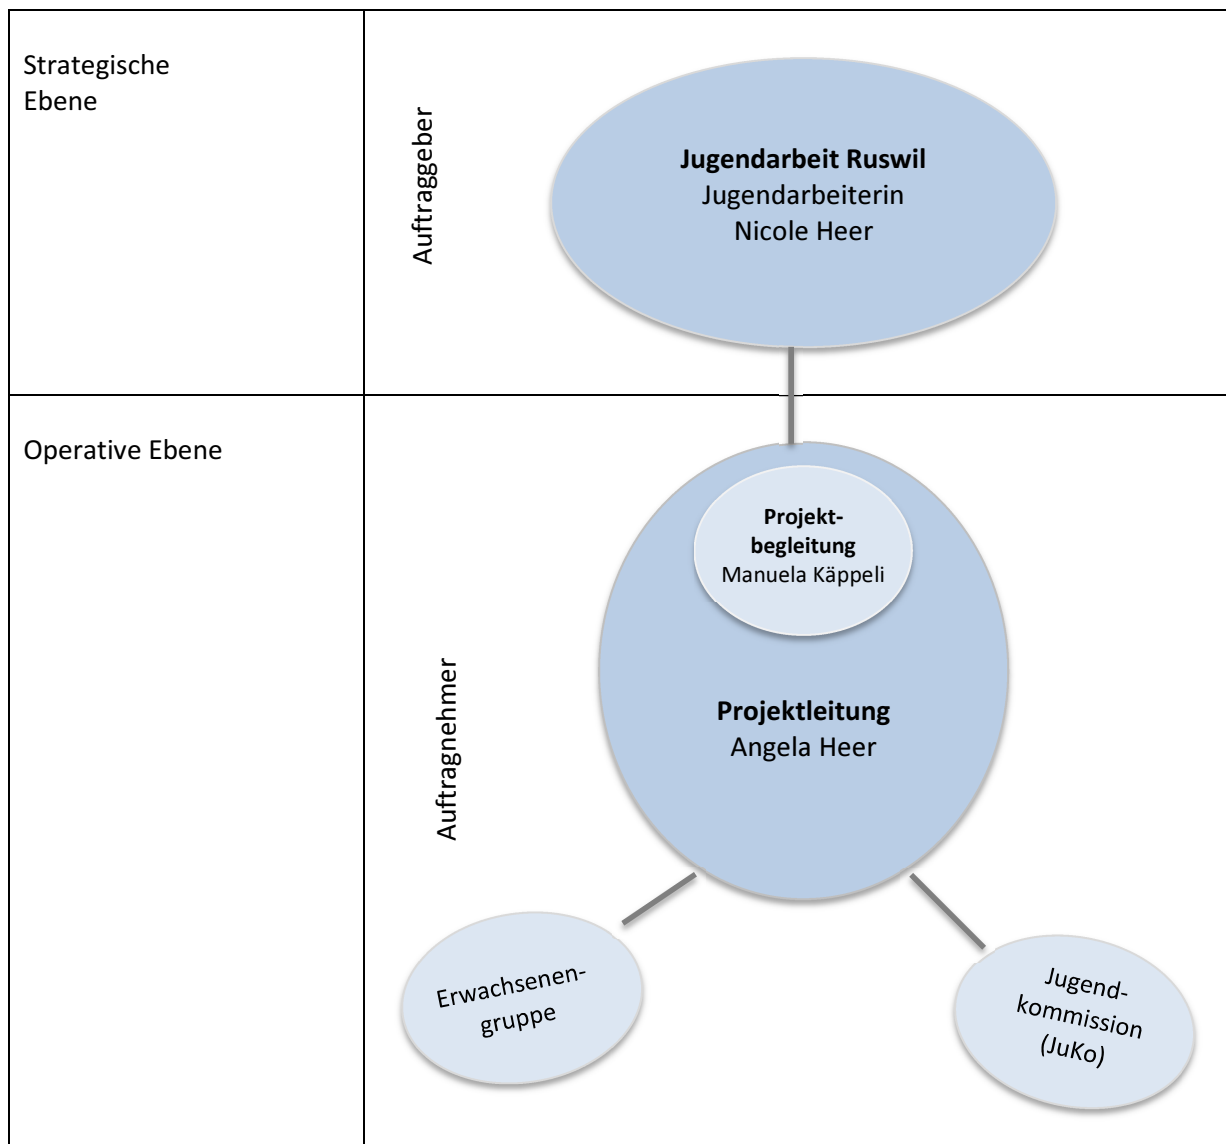 Strategische
Ebene
Auftraggeber
Jugendarbeit Ruswil
Jugendarbeiterin
Nicole Heer
Operative Ebene
Auftragnehmer
Projekt-
begleitung
Manuela Käppeli
Projektleitung
Angela Heer
Erwachsenen-
gruppe
Jugend-
kommission
(JuKo)